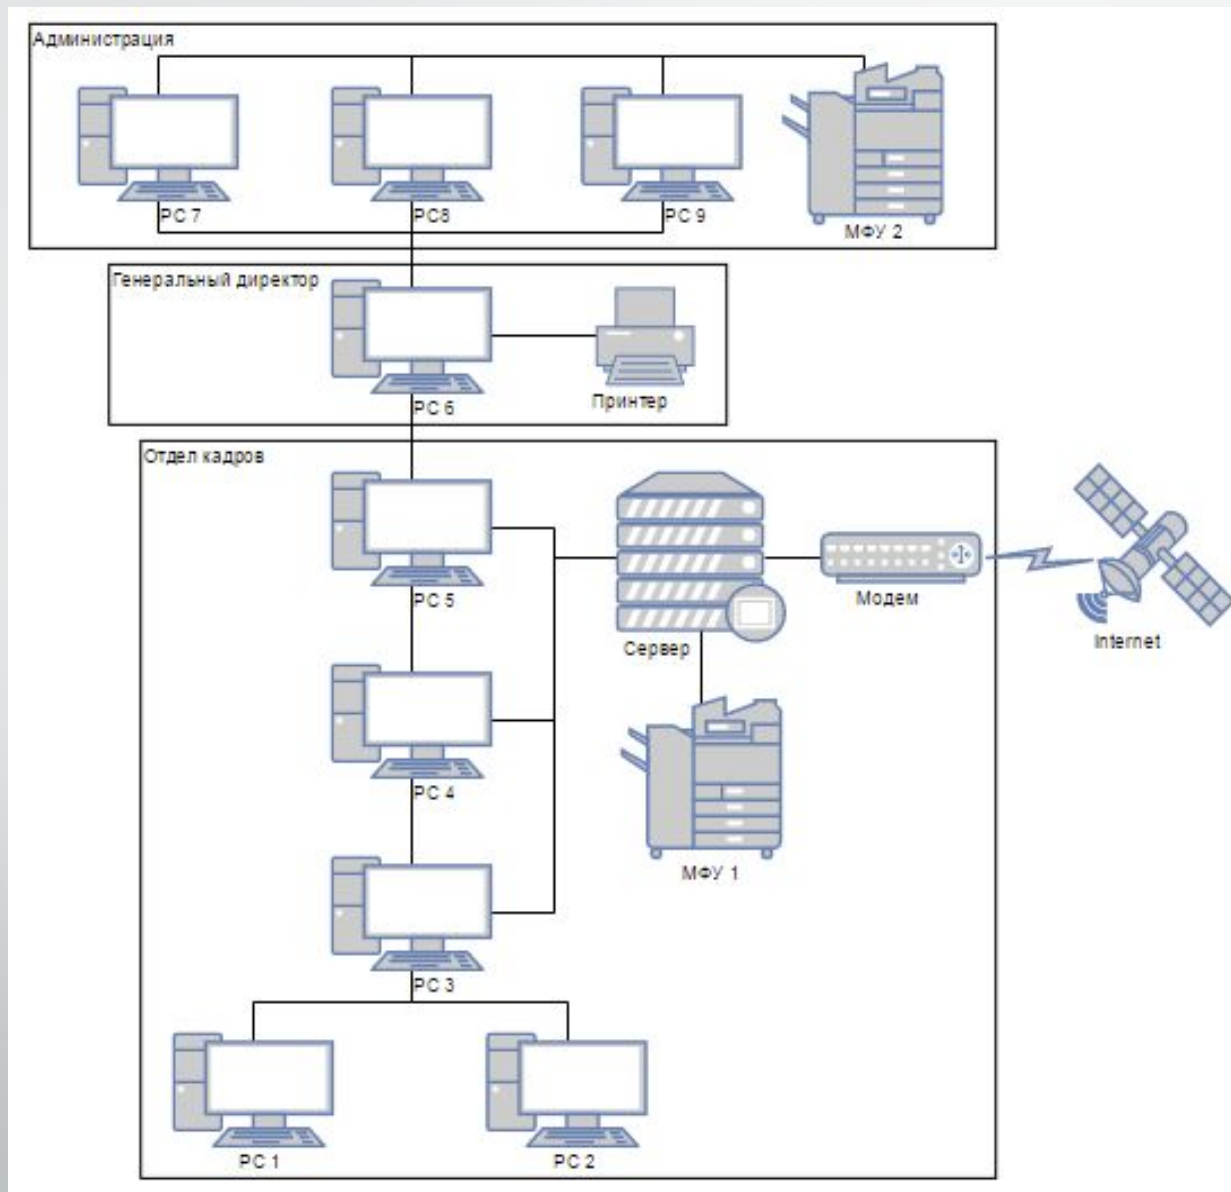 Администрация
PC 7
PC8
PC 9
МФУ 2
Генеральный директор
PC 6
Принтер
Отдел кадров
PC 5
Сервер
Модем
Internet
PC 4
МФУ 1
PC 3
PC 1
PC 2